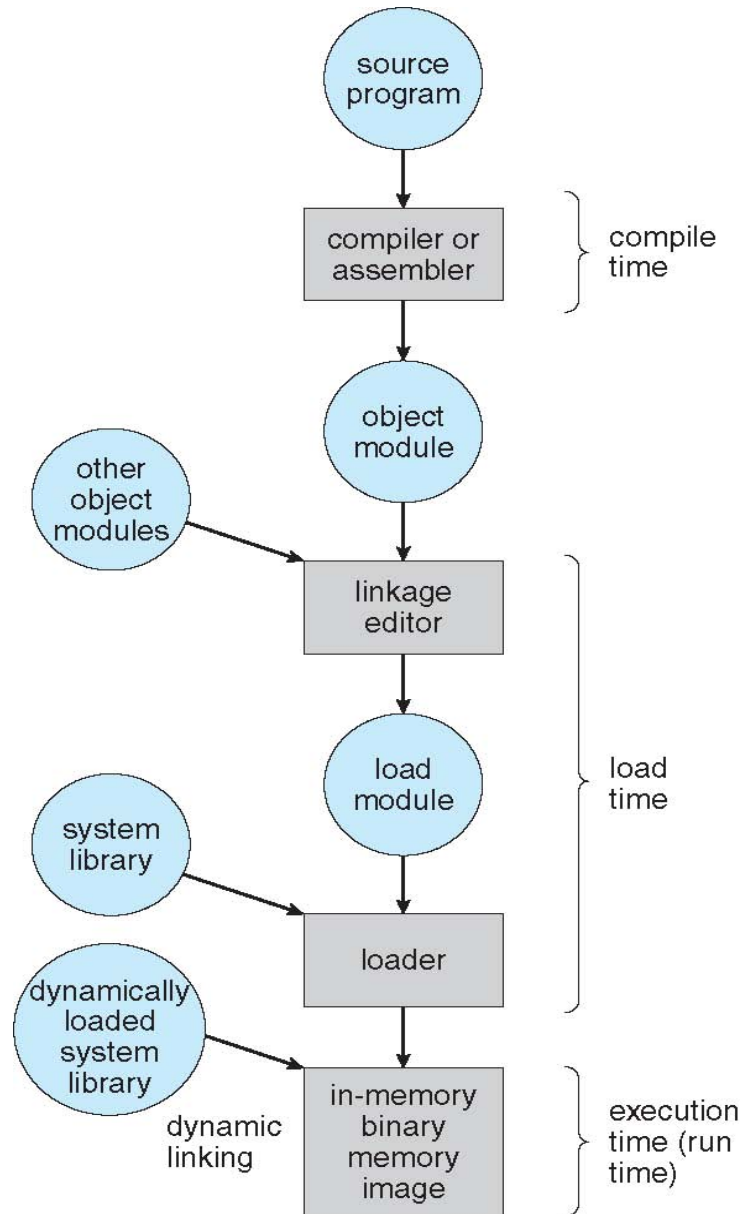 source
program
compiler or
assembler
compile
time
object
module
other
object
modules
linkage
editor
load
module
load
time
system
library
loader
dynamically
loaded
system
library
dynamic
linking
in-memory
binary
memory
image
execution
time (run
time)